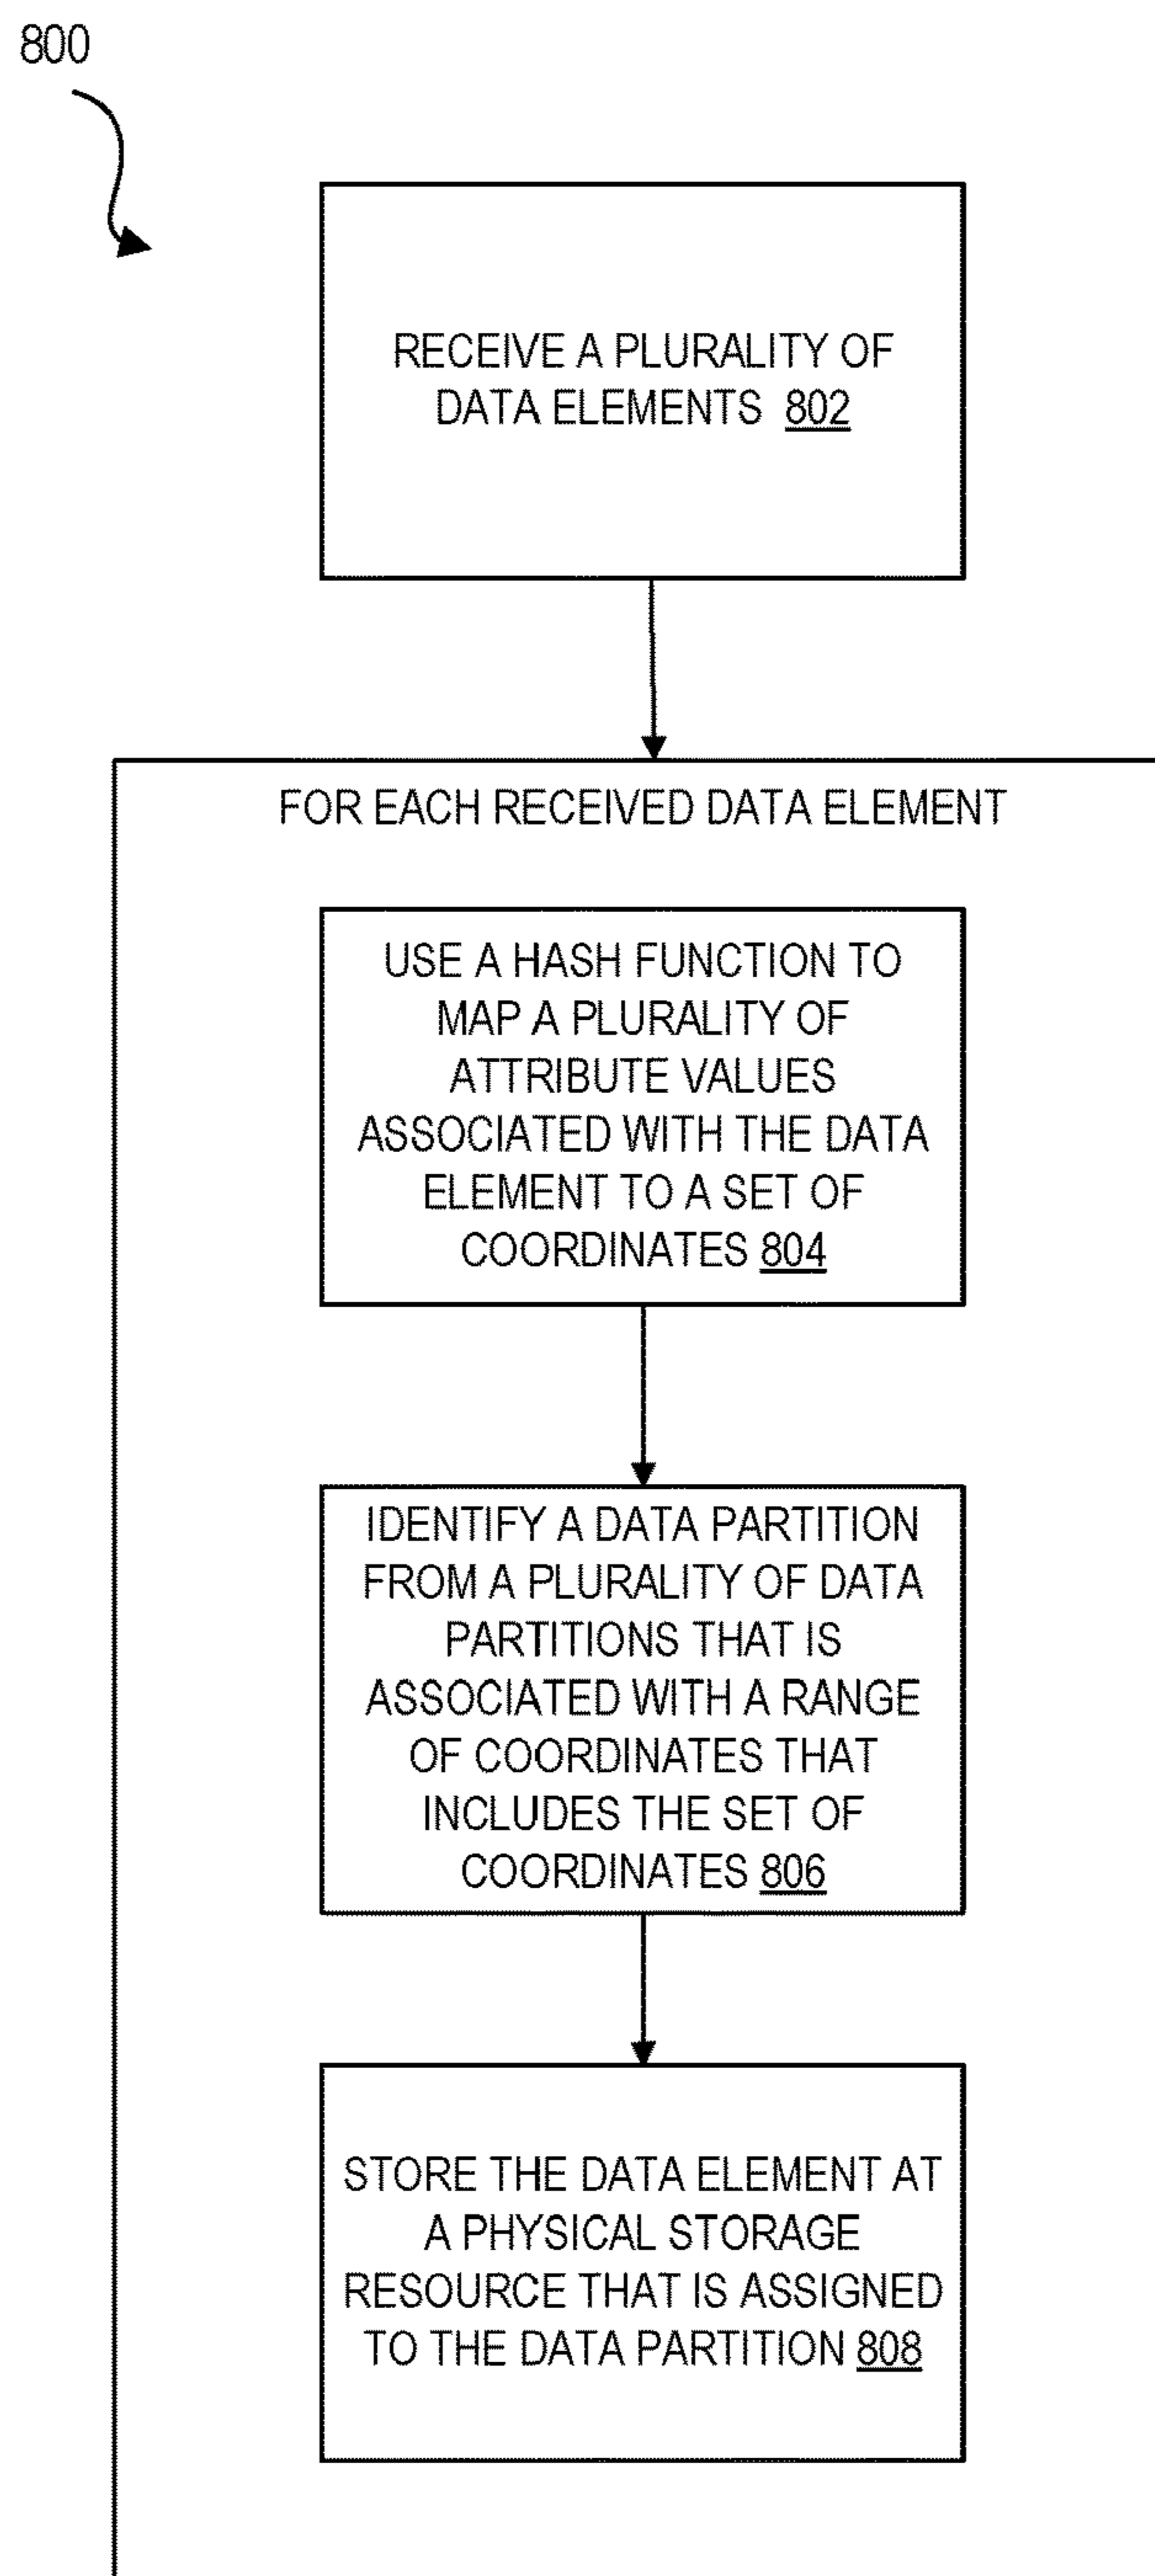 800
RECEIVE A PLURALITY OF
DATA ELEMENTS 802
FOR EACH RECEIVED DATA ELEMENT
USE A HASH FUNCTION TO
MAP A PLURALITY OF
ATTRIBUTE VALUES
ASSOCIATED WITH THE DATA
ELEMENT TO A SET OF
COORDINATES 804
IDENTIFY A DATA PARTITION
FROM A PLURALITY OF DATA
PARTITIONS THAT IS
ASSOCIATED WITH A RANGE
OF COORDINATES THAT
INCLUDES THE SET OF
COORDINATES 806
STORE THE DATA ELEMENT AT
A PHYSICAL STORAGE
RESOURCE THAT IS ASSIGNED
TO THE DATA PARTITION 808